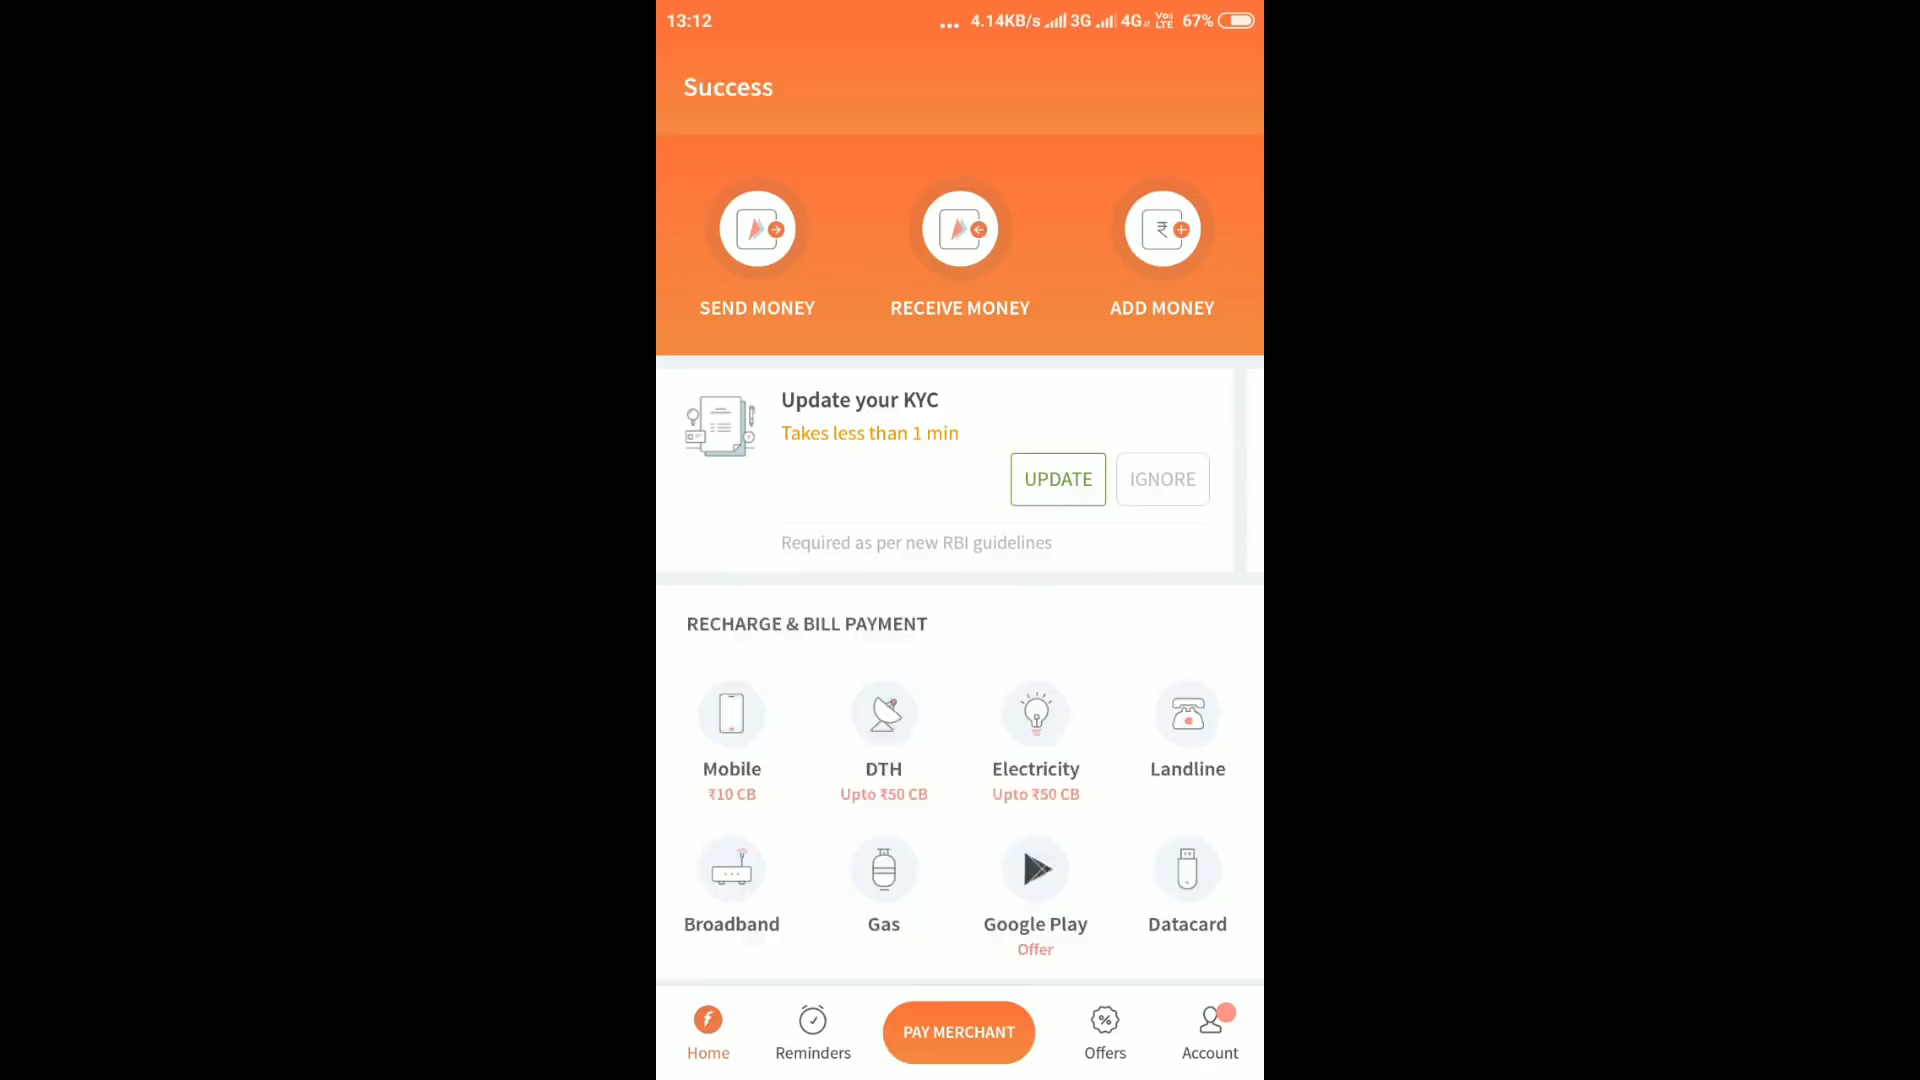 13:12 ... 4.14KB/s 3G 4G VoLTE 67%
Success
SEND MONEY RECEIVE MONEY ADD MONEY
Update your KYC
Takes less than 1 min
UPDATE IGNORE
Required as per new RBI guidelines
RECHARGE & BILL PAYMENT
Mobile DTH Electricity Landline
₹10 CB Upto ₹50 CB Upto ₹50 CB
Broadband Gas Google Play Datacard
Offer
PAY MERCHANT
Home Reminders Offers Account